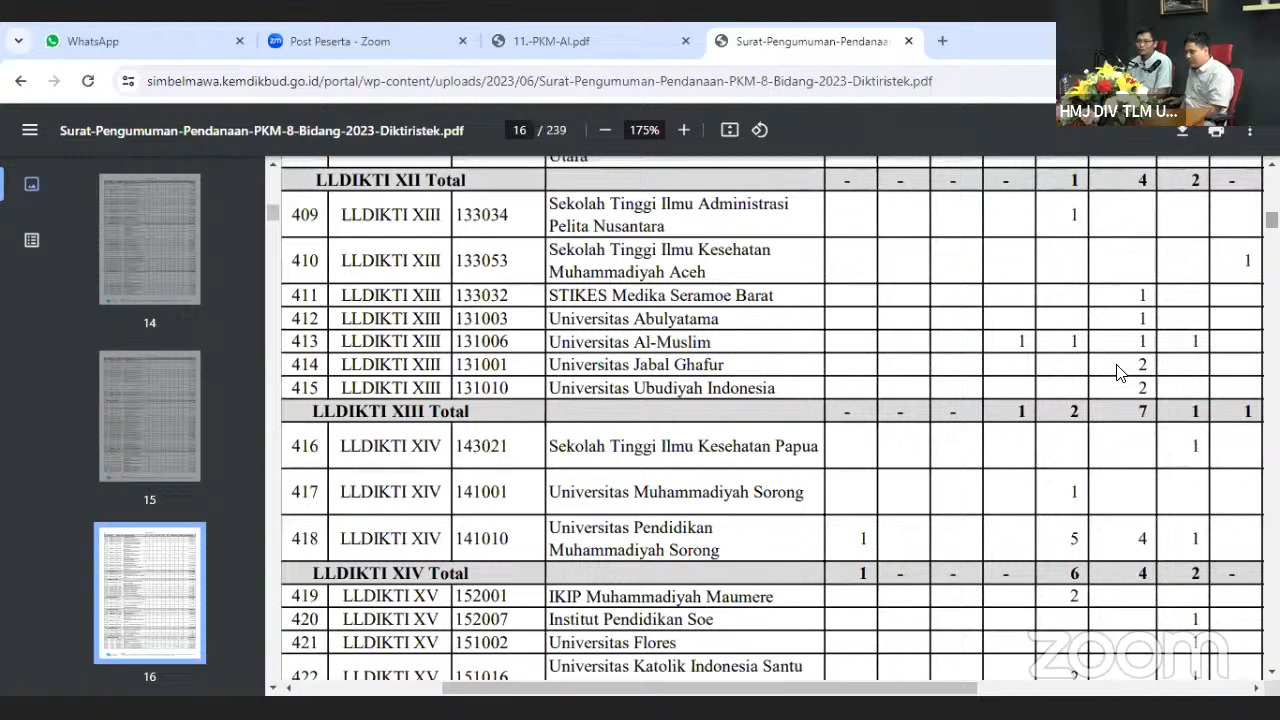 WhatsApp
Post Peserta - Zoom
11.-PKM-AI.pdf
Surat-Pengumuman-Pendana
simbelmawa.kemdikbud.go.id/portal/wp-content/uploads/2023/06/Surat-Pengumuman-Pendanaan-PKM-8-Bidang-2023-Diktiristek.pdf
HMJ DIV TLM U...
Surat-Pengumuman-Pendanaan-PKM-8-Bidang-2023-Diktiristek.pdf
16 / 239
175%
14
15
16
Utara
LLDIKTI XII Total - - - - 1 4 2 -
409 LLDIKTI XIII 133034 Sekolah Tinggi Ilmu Administrasi 1
Pelita Nusantara
410 LLDIKTI XIII 133053 Sekolah Tinggi Ilmu Kesehatan 1
Muhammadiyah Aceh
411 LLDIKTI XIII 133032 STIKES Medika Seramoe Barat 1
412 LLDIKTI XIII 131003 Universitas Abulyatama 1
413 LLDIKTI XIII 131006 Universitas Al-Muslim 1 1 1 1
414 LLDIKTI XIII 131001 Universitas Jabal Ghafur 2
415 LLDIKTI XIII 131010 Universitas Ubudiyah Indonesia 2
LLDIKTI XIII Total - - - 1 2 7 1 1
416 LLDIKTI XIV 143021 Sekolah Tinggi Ilmu Kesehatan Papua 1
417 LLDIKTI XIV 141001 Universitas Muhammadiyah Sorong 1
418 LLDIKTI XIV 141010 Universitas Pendidikan 1 5 4 1
Muhammadiyah Sorong
LLDIKTI XIV Total 1 - - - 6 4 2 -
419 LLDIKTI XV 152001 IKIP Muhammadiyah Maumere 2
420 LLDIKTI XV 152007 Institut Pendidikan Soe 1
421 LLDIKTI XV 151002 Universitas Flores
422 LLDIKTI XV 151016 Universitas Katolik Indonesia Santu 2
zoom